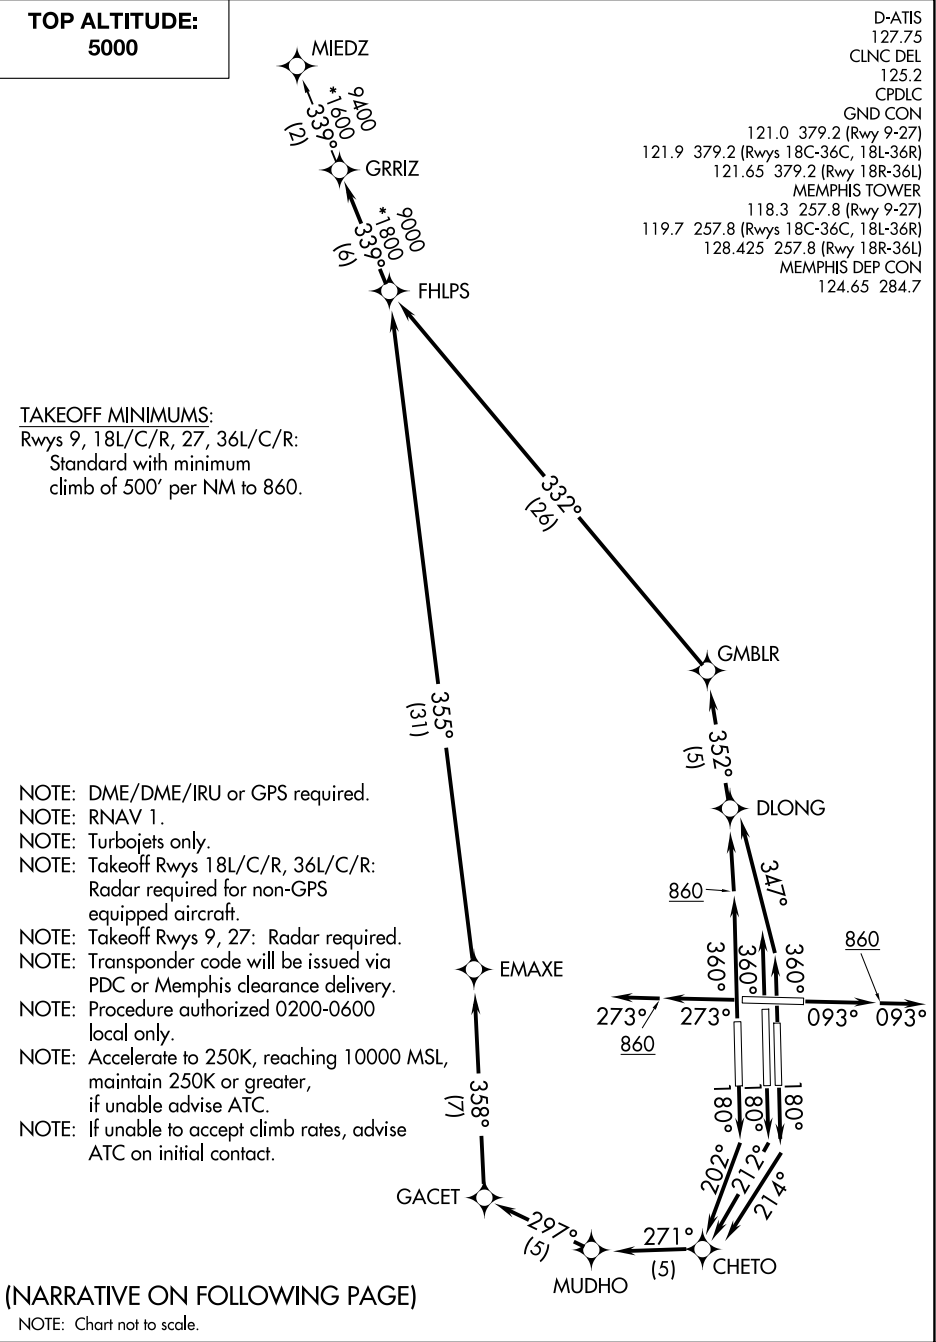 TOP ALTITUDE:
5000
D-ATIS
127.75
CLNC DEL
125.2
CPDLC
GND CON
121.0 379.2 (Rwy 9-27)
121.9 379.2 (Rwys 18C-36C, 18L-36R)
121.65 379.2 (Rwy 18R-36L)
MEMPHIS TOWER
118.3 257.8 (Rwy 9-27)
119.7 257.8 (Rwys 18C-36C, 18L-36R)
128.425 257.8 (Rwy 18R-36L)
MEMPHIS DEP CON
124.65 284.7
MIEDZ
9400
*1600
339°
(2)
GRRIZ
9000
*1800
339°
(6)
FHLPS
TAKEOFF MINIMUMS:
Rwys 9, 18L/C/R, 27, 36L/C/R:
Standard with minimum
climb of 500' per NM to 860.
332°
(26)
GMBLR
355°
(31)
352°
(5)
DLONG
347°
860
360°
360°
360°
860
273°
273°
093°
093°
860
EMAXE
NOTE: DME/DME/IRU or GPS required.
NOTE: RNAV 1.
NOTE: Turbojets only.
NOTE: Takeoff Rwys 18L/C/R, 36L/C/R:
Radar required for non-GPS
equipped aircraft.
NOTE: Takeoff Rwys 9, 27: Radar required.
NOTE: Transponder code will be issued via
PDC or Memphis clearance delivery.
NOTE: Procedure authorized 0200-0600
local only.
NOTE: Accelerate to 250K, reaching 10000 MSL,
maintain 250K or greater,
if unable advise ATC.
NOTE: If unable to accept climb rates, advise
ATC on initial contact.
358°
(7)
180°
180°
180°
202°
212°
214°
GACET
297°
(5)
MUDHO
271°
(5)
CHETO
(NARRATIVE ON FOLLOWING PAGE)
NOTE: Chart not to scale.